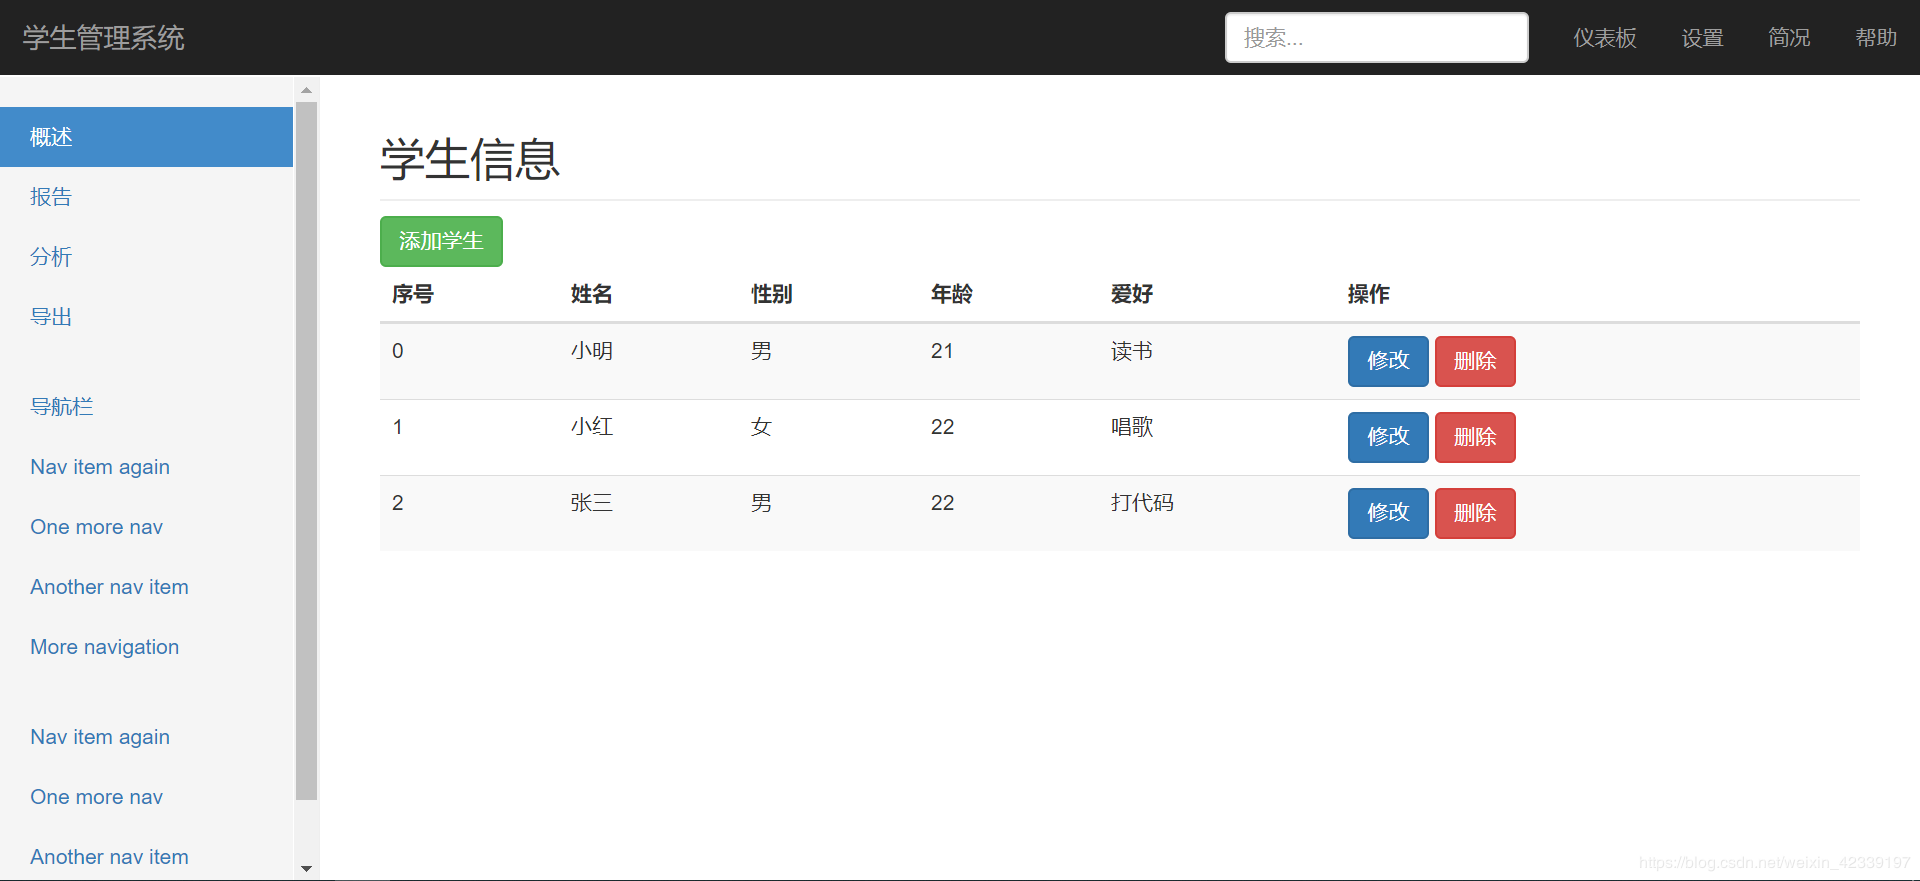 学生管理系统
搜索...
仪表板 设置 简况 帮助
概述
报告
分析
导出
导航栏
Nav item again
One more nav
Another nav item
More navigation
Nav item again
One more nav
Another nav item
学生信息
添加学生
序号 姓名 性别 年龄 爱好 操作
0 小明 男 21 读书 修改 删除
1 小红 女 22 唱歌 修改 删除
2 张三 男 22 打代码 修改 删除
https://blog.csdn.net/weixin_42339197